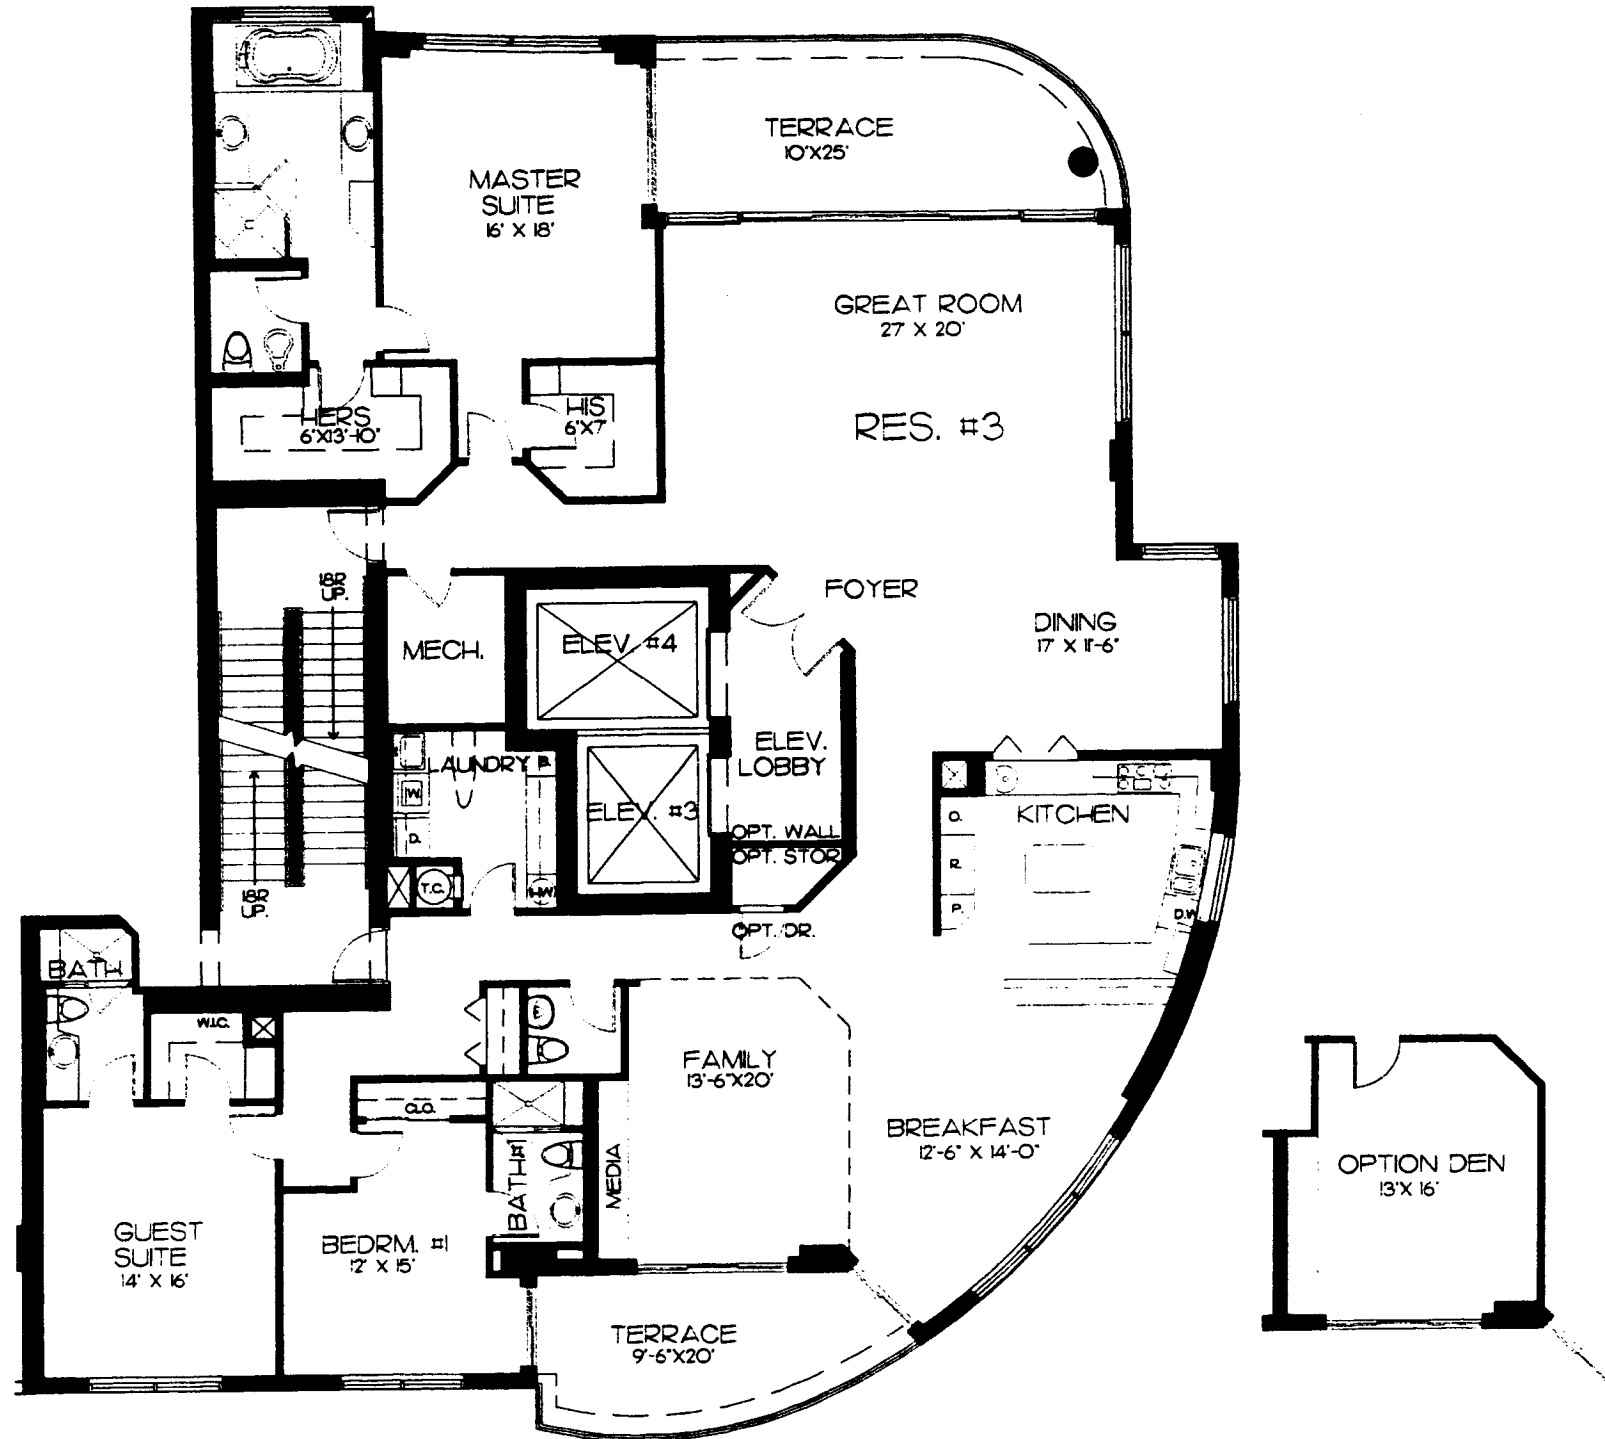 TERRACE
10'X25'
MASTER
SUITE
16' X 18'
GREAT ROOM
27' X 20'
HERS
6'X13'-10"
HIS
6'X7'
RES. #3
18R
UP.
FOYER
DINING
17' X 11'-6"
MECH.
ELEV. #4
ELEV.
LOBBY
LAUNDRY
W.
D.
ELEV. #3
OPT. WALL
OPT. STOR
KITCHEN
O.
R.
P.
D.W
T.C.
HW
18R
UP.
OPT. DR.
BATH
W.I.C.
FAMILY
13'-6"X20'
CLO.
BREAKFAST
12'-6" X 14'-0"
MEDIA
BATH #1
OPTION DEN
13'X 16'
GUEST
SUITE
14' X 16'
BEDRM. #1
12' X 15'
TERRACE
9'-6"X20'